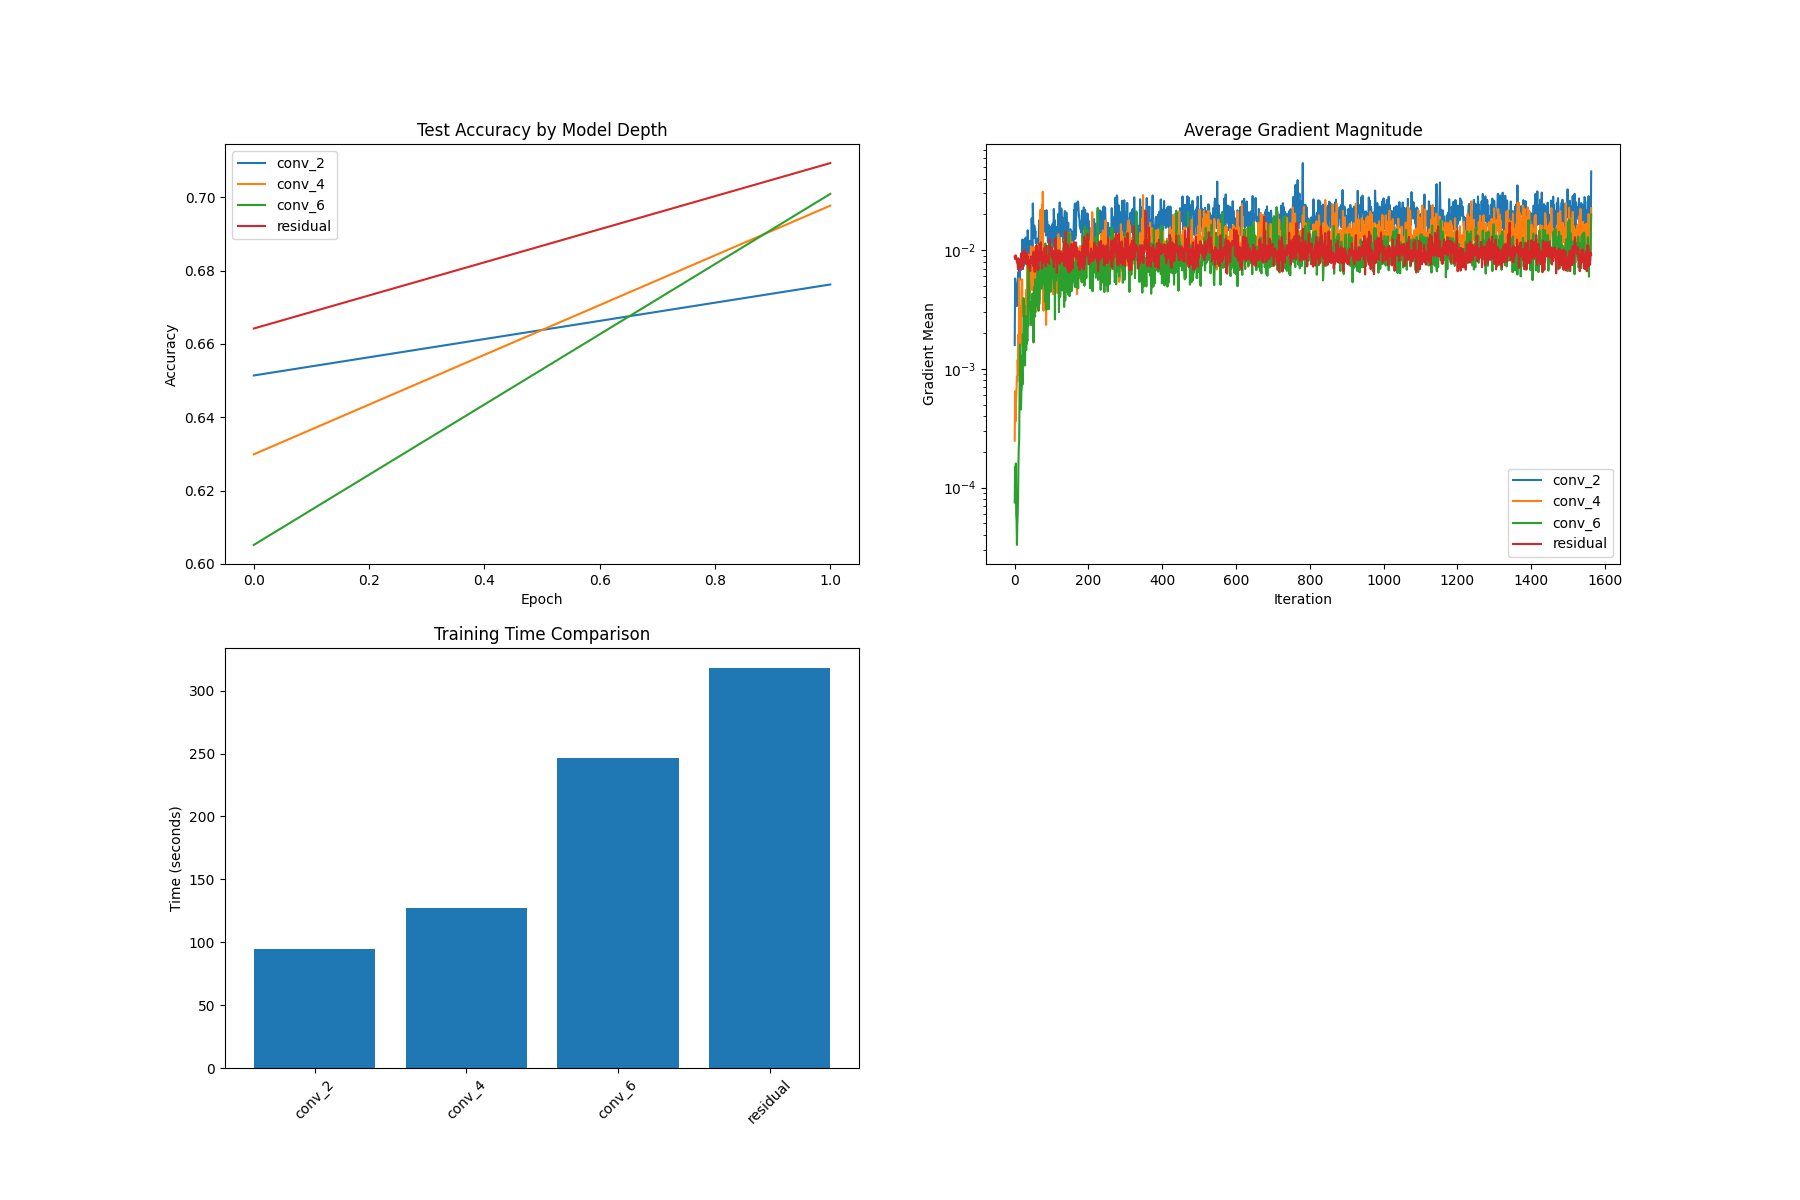 Test Accuracy by Model Depth
conv_2
conv_4
conv_6
residual
0.70
0.68
0.66
0.64
0.62
0.60
Accuracy
0.0 0.2 0.4 0.6 0.8 1.0
Epoch
Average Gradient Magnitude
10⁻²
10⁻³
10⁻⁴
Gradient Mean
conv_2
conv_4
conv_6
residual
0 200 400 600 800 1000 1200 1400 1600
Iteration
Training Time Comparison
300
250
200
150
100
50
0
Time (seconds)
conv_2 conv_4 conv_6 residual